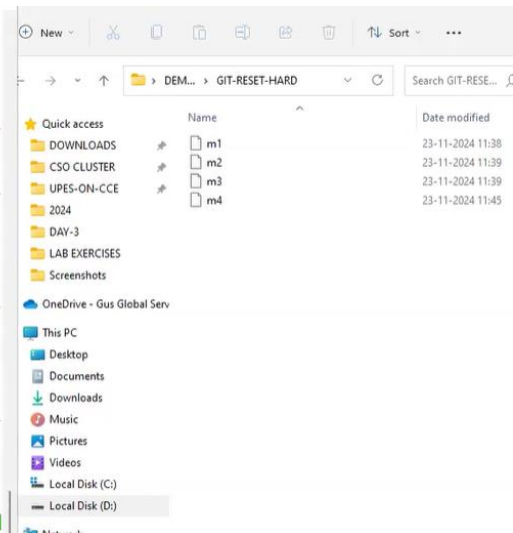 New Sort ...
DEM... > GIT-RESET-HARD Search GIT-RESE...
Name Date modified
m1 23-11-2024 11:38
m2 23-11-2024 11:39
m3 23-11-2024 11:39
m4 23-11-2024 11:45
Quick access
DOWNLOADS
CSO CLUSTER
UPES-ON-CCE
2024
DAY-3
LAB EXERCISES
Screenshots
OneDrive - Gus Global Serv
This PC
Desktop
Documents
Downloads
Music
Pictures
Videos
Local Disk (C:)
Local Disk (D:)
Network